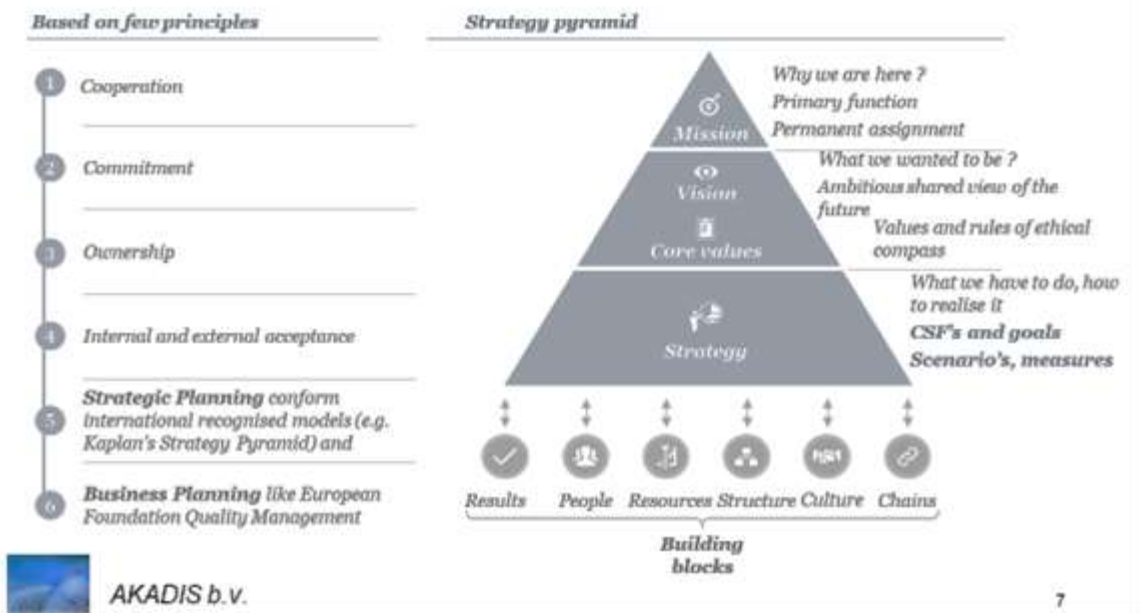 Based on few principles
1
Cooperation
2
Commitment
3
Ownership
4
Internal and external acceptance
5
Strategic Planning conform
international recognised models (e.g.
Kaplan's Strategy Pyramid) and
6
Business Planning like European
Foundation Quality Management
Strategy pyramid
Mission
Why we are here ?
Primary function
Permanent assignment
Vision
What we wanted to be ?
Ambitious shared view of the
future
Core values
Values and rules of ethical
compass
Strategy
What we have to do, how
to realise it
CSF's and goals
Scenario's, measures
Results
People
Resources
Structure
Culture
Chains
Building
blocks
AKADIS b.v.
7